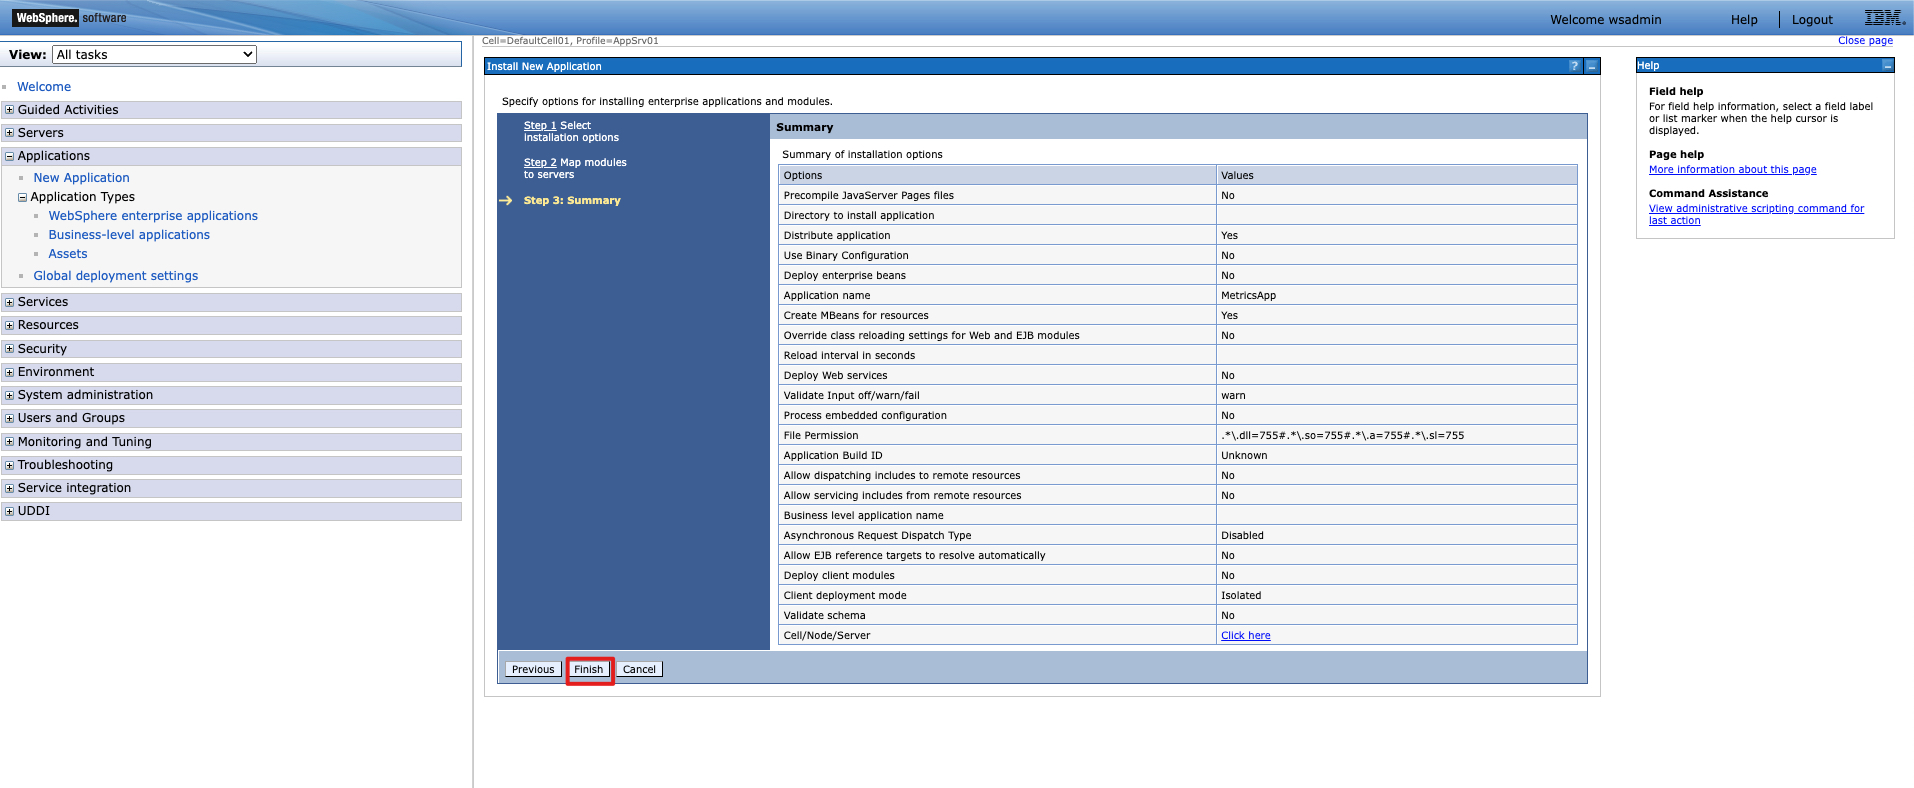 WebSphere. software
Welcome wsadmin
Help
Logout
IBM.
View: All tasks
Welcome
Guided Activities
Servers
Applications
New Application
Application Types
WebSphere enterprise applications
Business-level applications
Assets
Global deployment settings
Services
Resources
Security
Environment
System administration
Users and Groups
Monitoring and Tuning
Troubleshooting
Service integration
UDDI
Cell=DefaultCell01, Profile=AppSrv01
Close page
Install New Application
?
Specify options for installing enterprise applications and modules.
Step 1 Select
installation options
Step 2 Map modules
to servers
Step 3: Summary
Summary
Summary of installation options
Options Values
Precompile JavaServer Pages files No
Directory to install application
Distribute application Yes
Use Binary Configuration No
Deploy enterprise beans No
Application name MetricsApp
Create MBeans for resources Yes
Override class reloading settings for Web and EJB modules No
Reload interval in seconds
Deploy Web services No
Validate Input off/warn/fail warn
Process embedded configuration No
File Permission .*\.dll=755#.*\.so=755#.*\.a=755#.*\.sl=755
Application Build ID Unknown
Allow dispatching includes to remote resources No
Allow servicing includes from remote resources No
Business level application name
Asynchronous Request Dispatch Type Disabled
Allow EJB reference targets to resolve automatically No
Deploy client modules No
Client deployment mode Isolated
Validate schema No
Cell/Node/Server Click here
Previous Finish Cancel
Help
Field help
For field help information, select a field label
or list marker when the help cursor is
displayed.
Page help
More information about this page
Command Assistance
View administrative scripting command for
last action